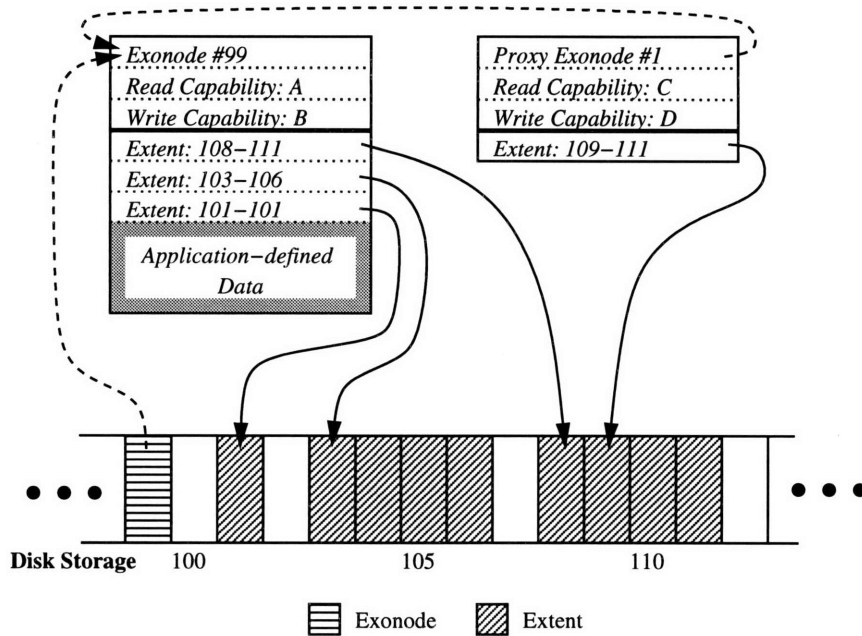 Exonode #99
Read Capability: A
Write Capability: B
Extent: 108−111
Extent: 103−106
Extent: 101−101
Application−defined
Data
Proxy Exonode #1
Read Capability: C
Write Capability: D
Extent: 109−111
Disk Storage 100 105 110
Exonode Extent